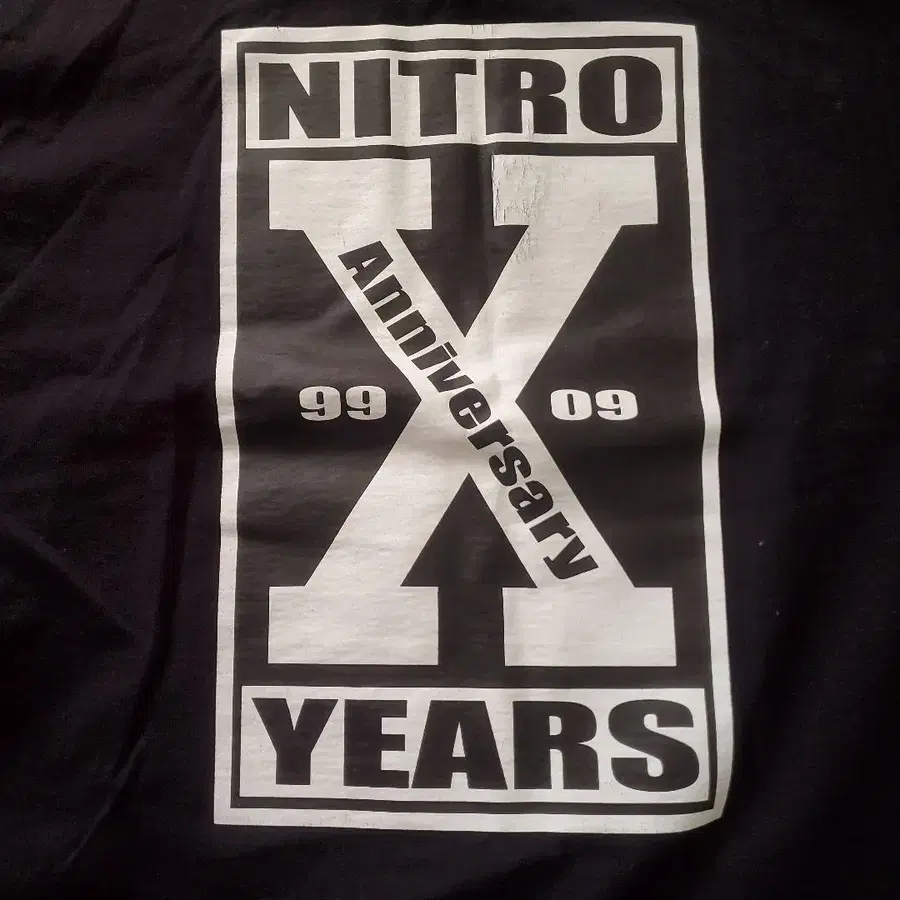 NITRO
X
Anniversary
99 09
YEARS